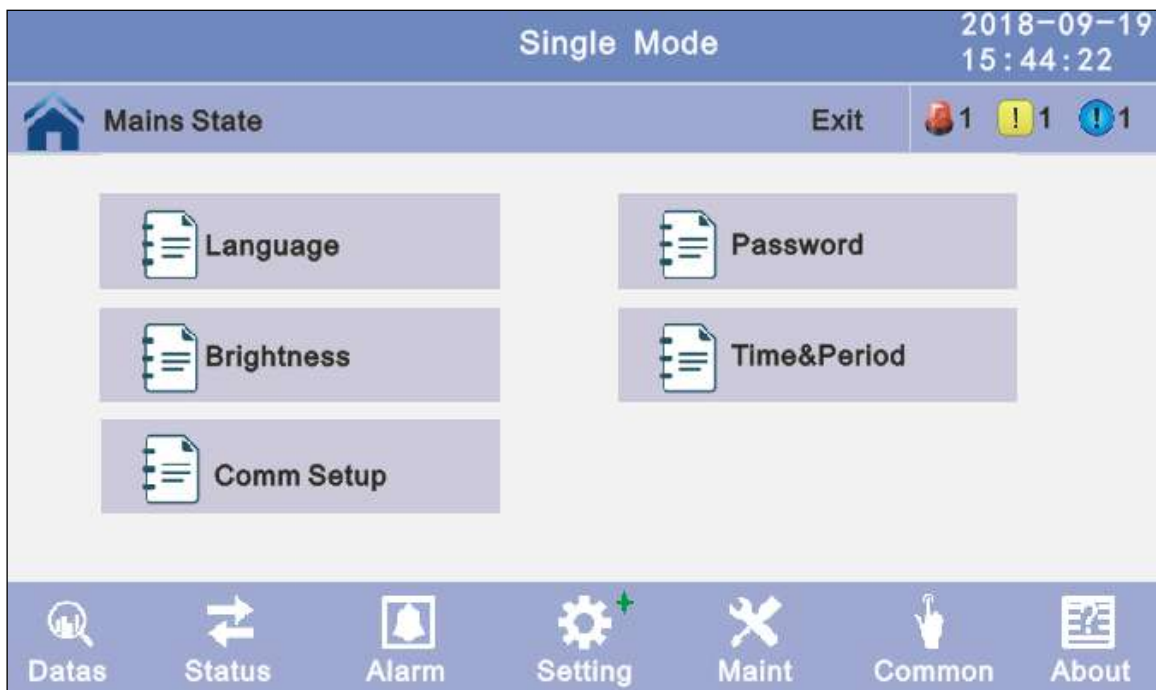 Single Mode
2018-09-19
15:44:22
Mains State Exit 1 ! 1 ! 1
Language Password
Brightness Time&Period
Comm Setup
Datas Status Alarm Setting Maint Common About